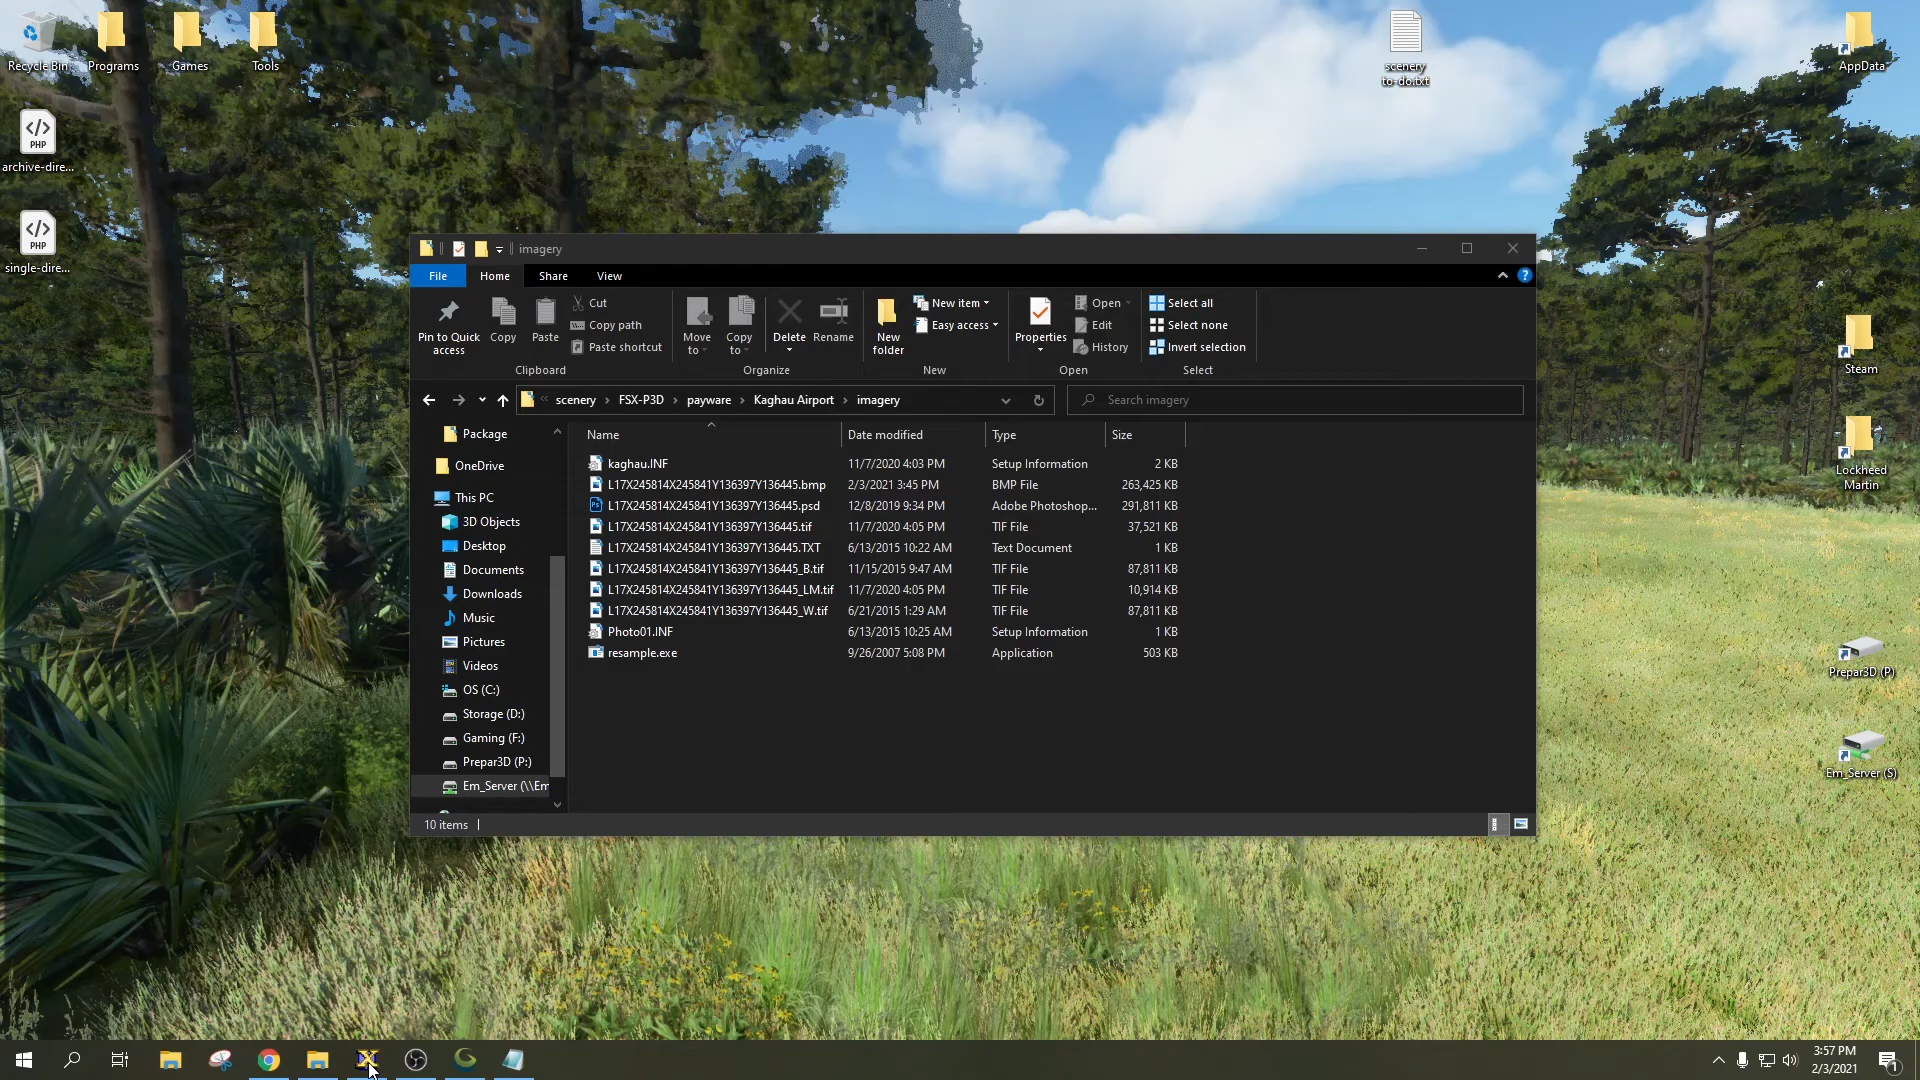 Recycle Bin
Programs
Games
Tools
scenery
to-do.txt
AppData
PHP
archive-dire...
PHP
single-dire...
imagery
File Home Share View
Pin to Quick
access
Copy
Paste
Cut
Copy path
Paste shortcut
Clipboard
Move
to
Copy
to
Delete
Rename
Organize
New
folder
New item
Easy access
New
Properties
Open
Edit
History
Open
Select all
Select none
Invert selection
Select
scenery › FSX-P3D › payware › Kaghau Airport › imagery
Search imagery
Package
OneDrive
This PC
3D Objects
Desktop
Documents
Downloads
Music
Pictures
Videos
OS (C:)
Storage (D:)
Gaming (F:)
Prepar3D (P:)
Em_Server (\\Em
Name Date modified Type Size
kaghau.INF 11/7/2020 4:03 PM Setup Information 2 KB
L17X245814X245841Y136397Y136445.bmp 2/3/2021 3:45 PM BMP File 263,425 KB
L17X245814X245841Y136397Y136445.psd 12/8/2019 9:34 PM Adobe Photoshop... 291,811 KB
L17X245814X245841Y136397Y136445.tif 11/7/2020 4:05 PM TIF File 37,521 KB
L17X245814X245841Y136397Y136445.TXT 6/13/2015 10:22 AM Text Document 1 KB
L17X245814X245841Y136397Y136445_B.tif 11/15/2015 9:47 AM TIF File 87,811 KB
L17X245814X245841Y136397Y136445_LM.tif 11/7/2020 4:05 PM TIF File 10,914 KB
L17X245814X245841Y136397Y136445_W.tif 6/21/2015 1:29 AM TIF File 87,811 KB
Photo01.INF 6/13/2015 10:25 AM Setup Information 1 KB
resample.exe 9/26/2007 5:08 PM Application 503 KB
10 items
Steam
Lockheed
Martin
Prepar3D (P)
Em_Server (S)
3:57 PM
2/3/2021
1